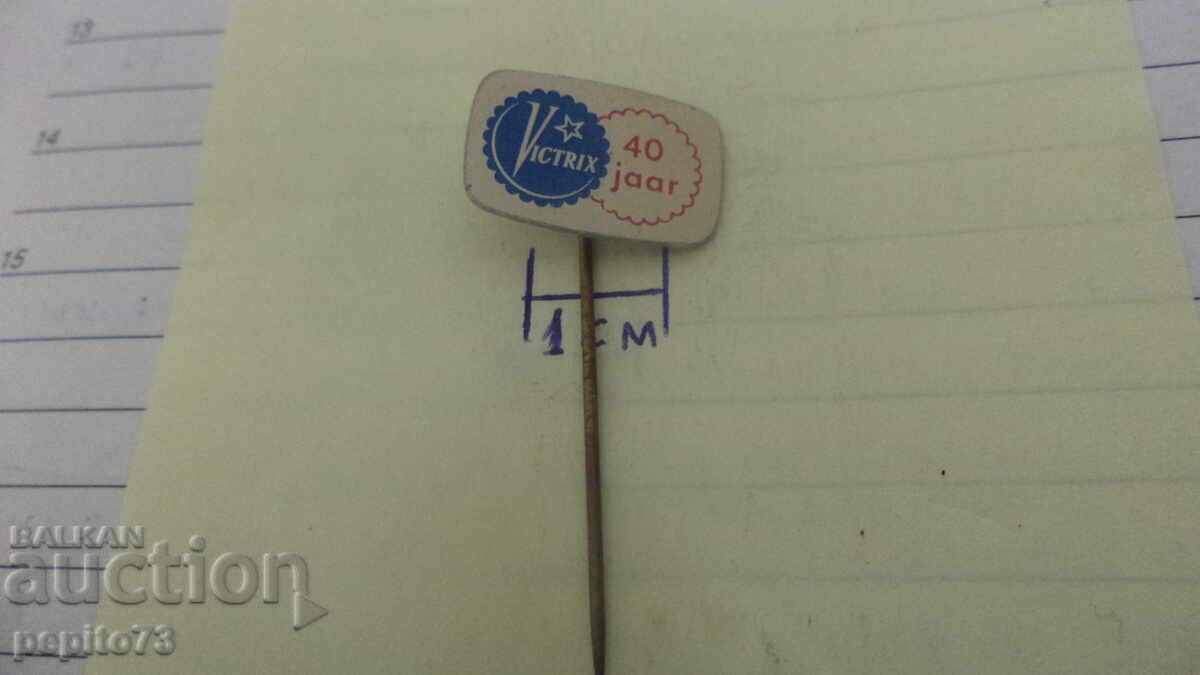 13
14
15
VICTRIX
40
jaar
1 CM
BALKAN
auction
pepito73